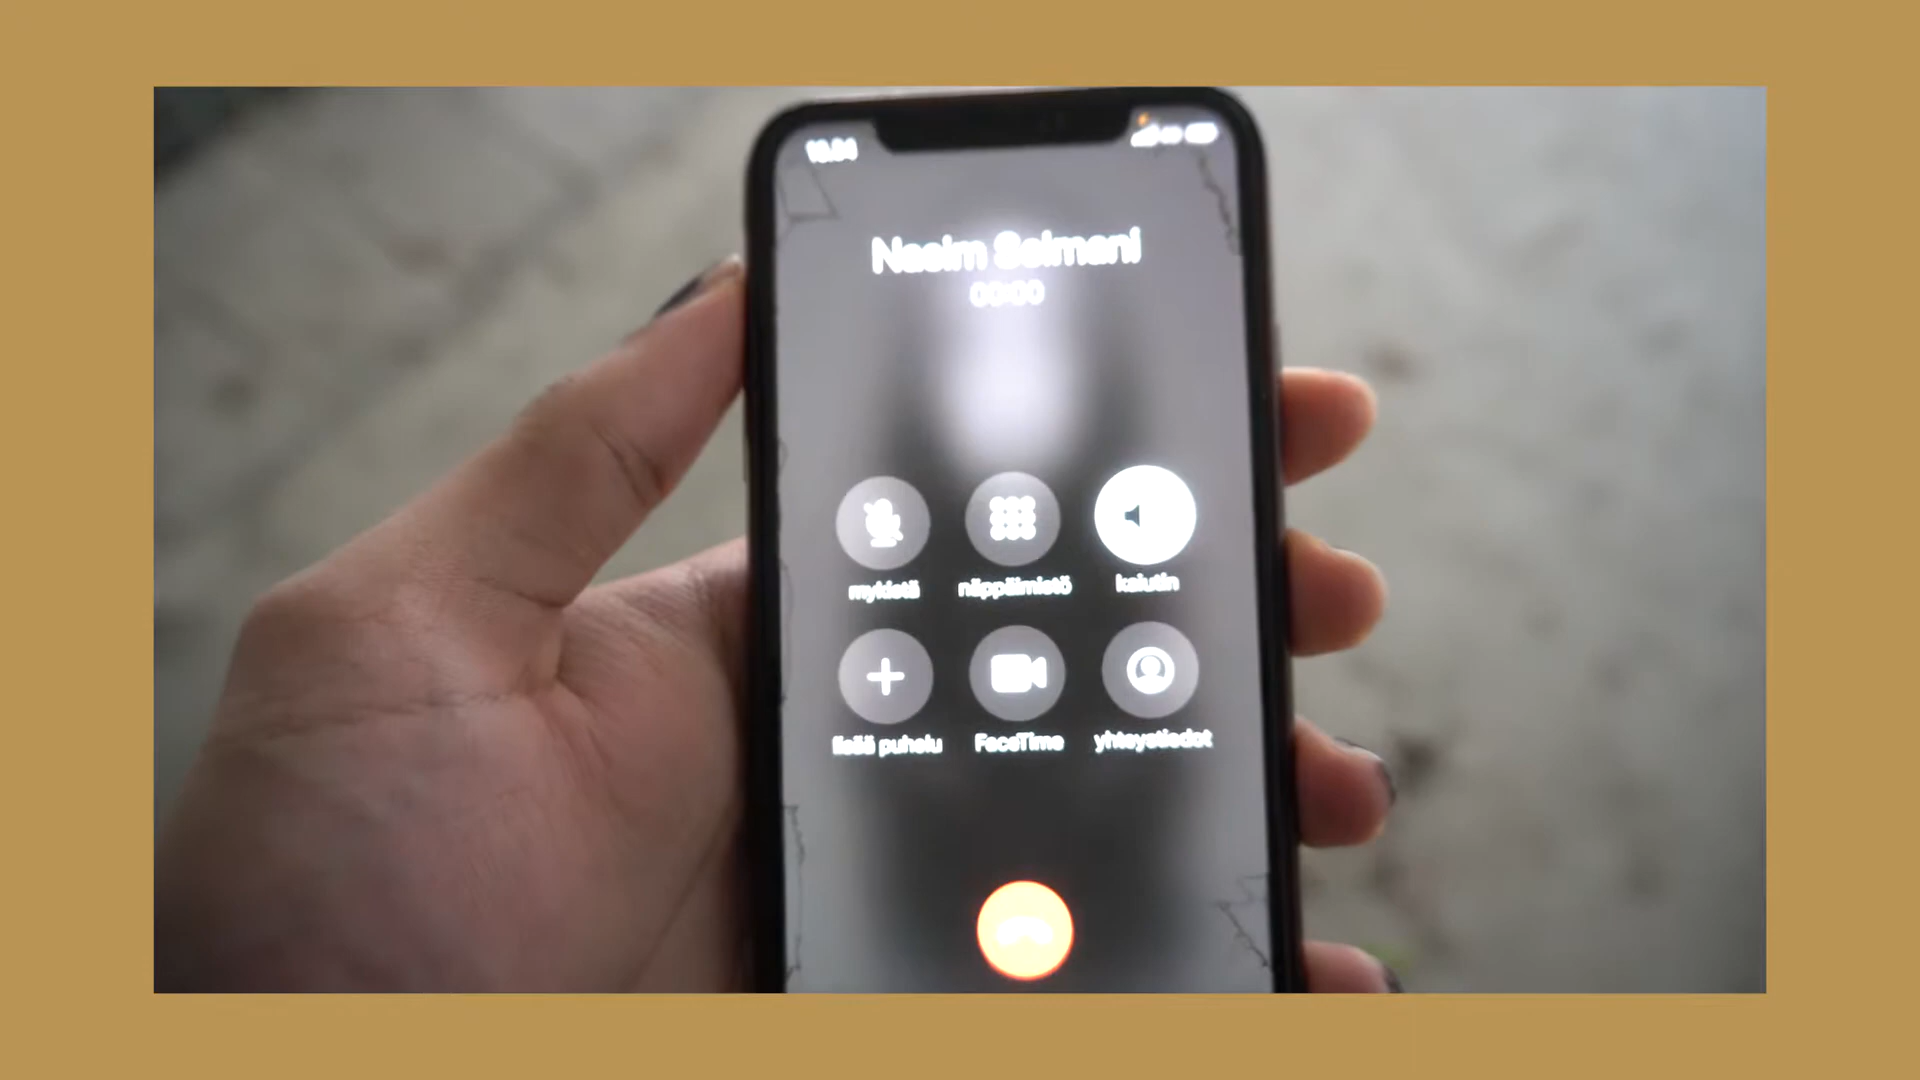 Nasim Selmani
00:00
mykistä
näppäimistö
kaiutin
lisää puhelu
FaceTime
yhteystiedot